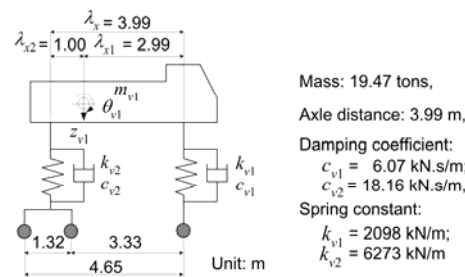 λx = 3.99
λx2 = 1.00 λx1 = 2.99
mv1
θv1
zv1
kv2
cv2
kv1
cv1
1.32 3.33
4.65
Unit: m
Mass: 19.47 tons,
Axle distance: 3.99 m,
Damping coefficient:
cv1 = 6.07 kN.s/m;
cv2 = 18.16 kN.s/m,
Spring constant:
kv1 = 2098 kN/m;
kv2 = 6273 kN/m